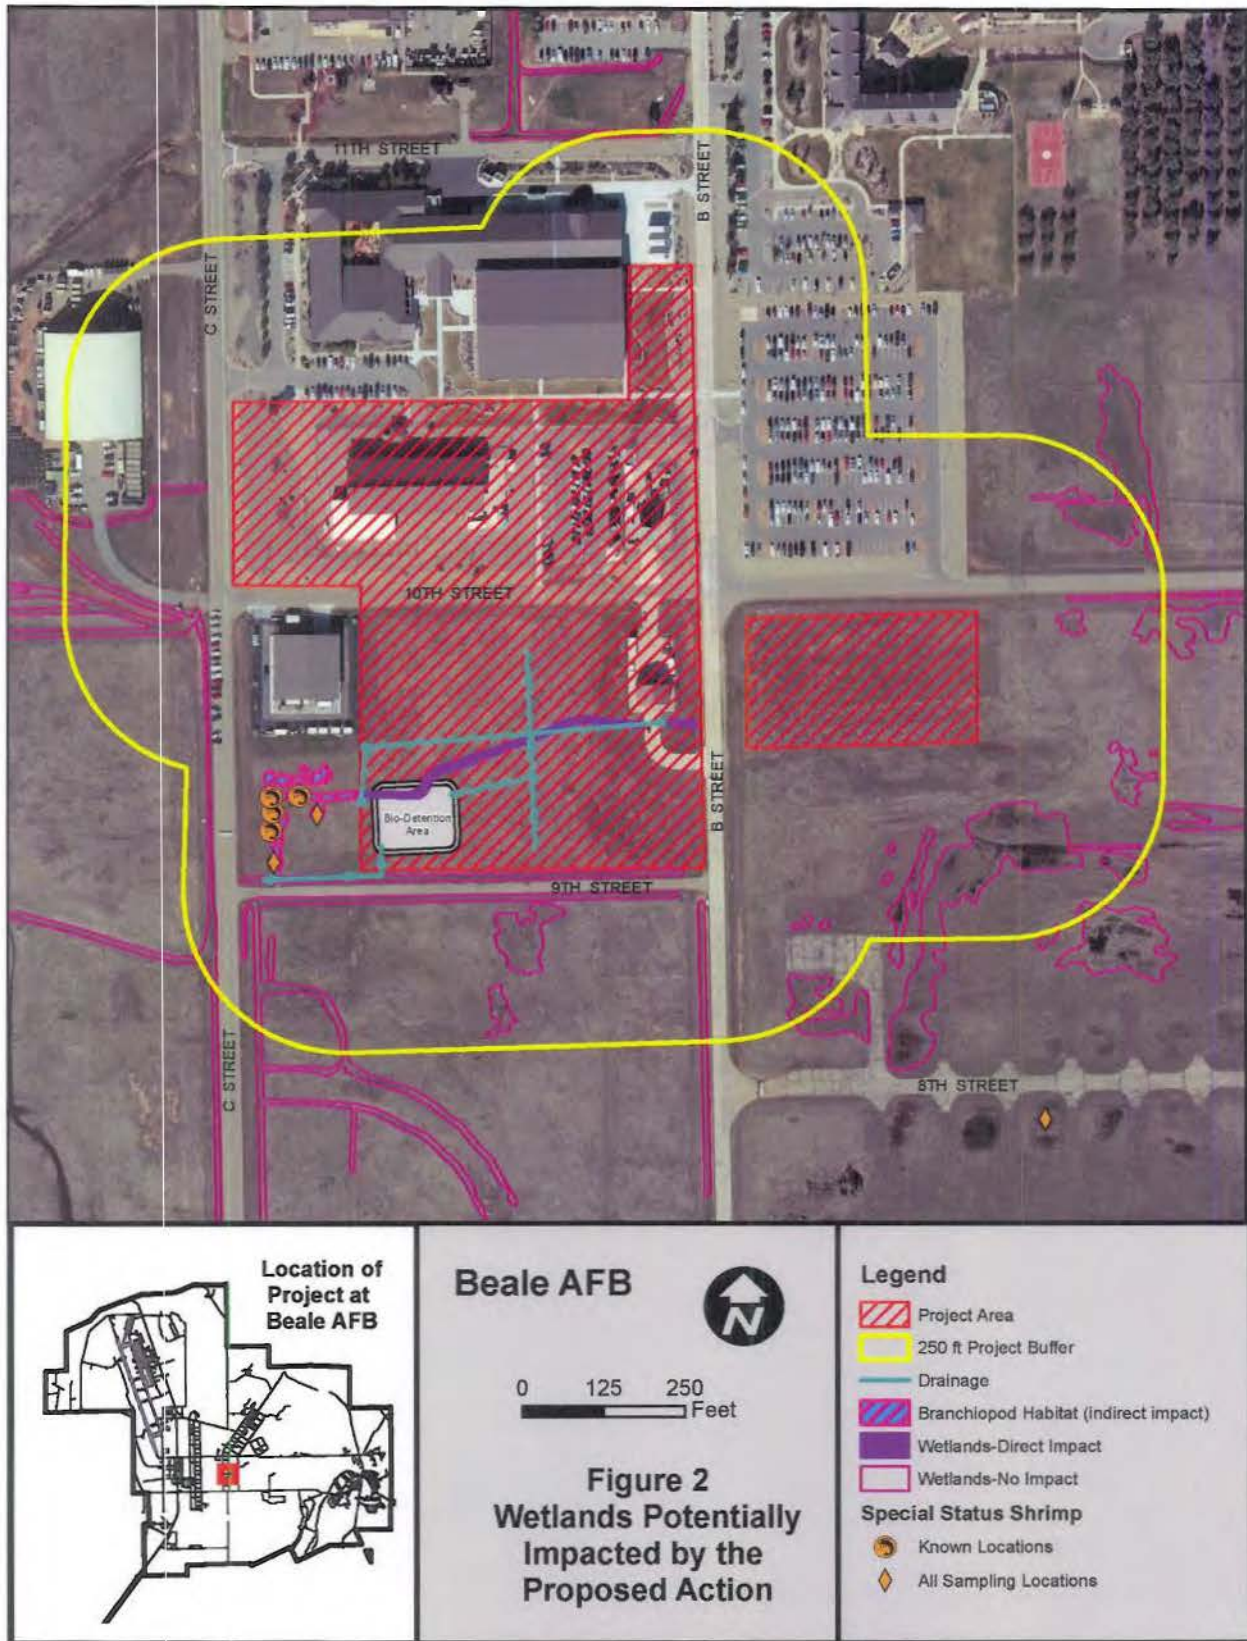 11TH STREET
B STREET
C STREET
10TH STREET
B STREET
Bio-Detention
Area
9TH STREET
C STREET
8TH STREET
Location of
Project at
Beale AFB
Beale AFB
N
0 125 250
Feet
Figure 2
Wetlands Potentially
Impacted by the
Proposed Action
Legend
Project Area
250 ft Project Buffer
Drainage
Branchiopod Habitat (indirect impact)
Wetlands-Direct Impact
Wetlands-No Impact
Special Status Shrimp
Known Locations
All Sampling Locations